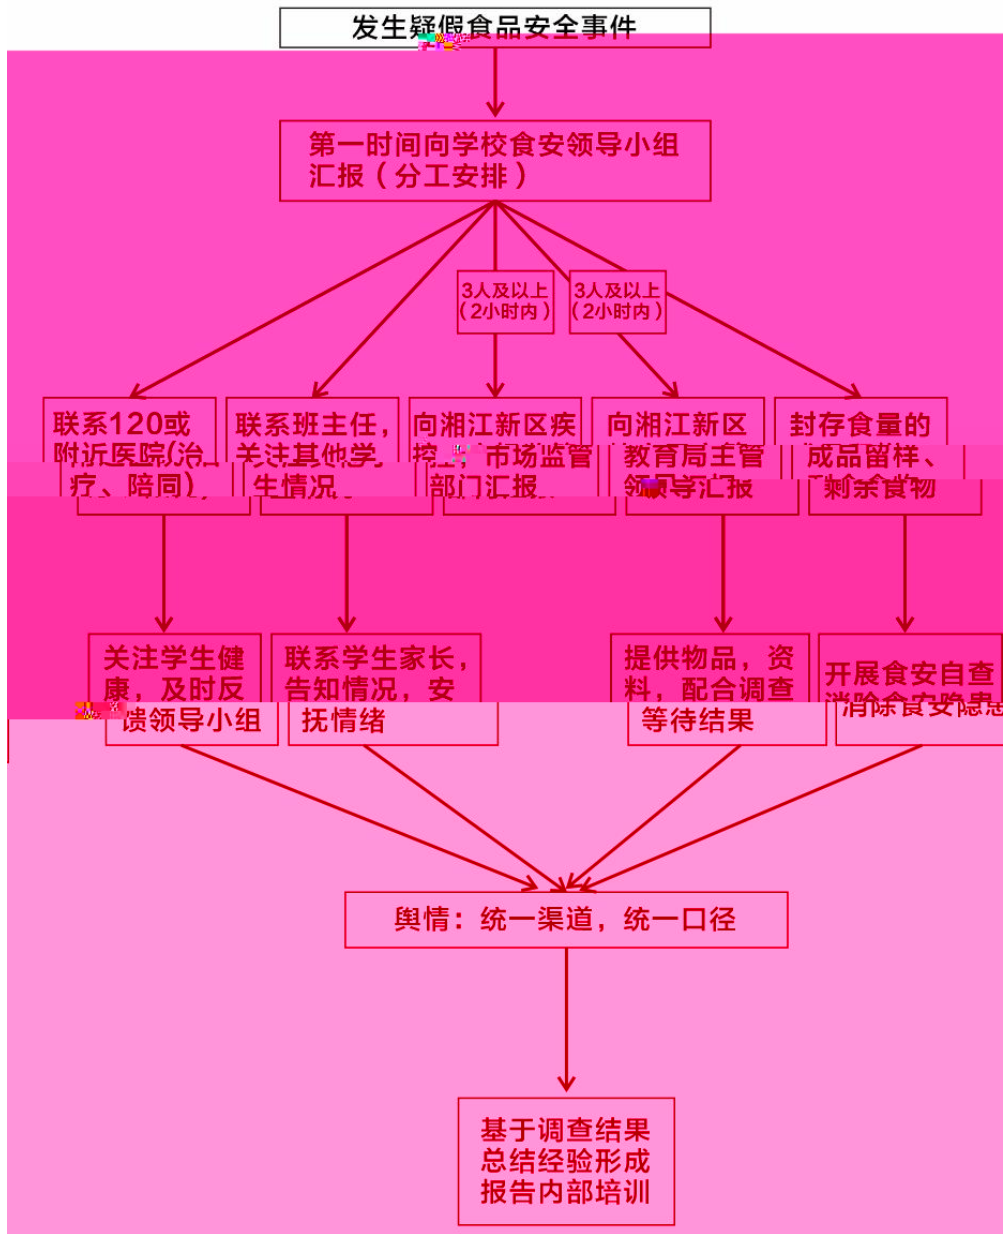 发生疑假食品安全事件
第一时间向学校食安领导小组
汇报（分工安排）
3人及以上
（2小时内）
3人及以上
（2小时内）
联系120或
附近医院(治
疗、陪同)
联系班主任，
关注其他学
生情况
向湘江新区疾
控，市场监管
部门汇报
向湘江新区
教育局主管
领导汇报
封存食量的
成品留样、
剩余食物
关注学生健
康，及时反
馈领导小组
联系学生家长，
告知情况，安
抚情绪
提供物品，资
料，配合调查
等待结果
开展食安自查
消除食安隐患
舆情：统一渠道，统一口径
基于调查结果
总结经验形成
报告内部培训